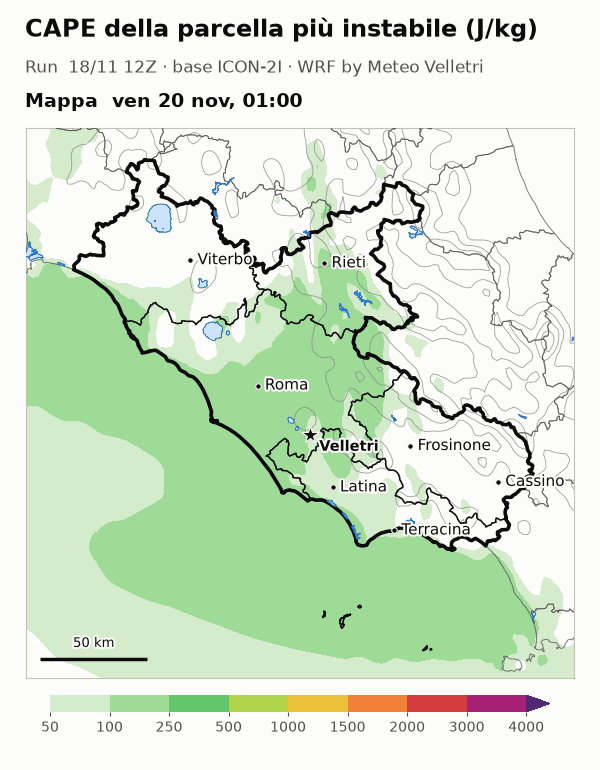 CAPE della parcella più instabile (J/kg)
Run  18/11 12Z · base ICON-2I · WRF by Meteo Velletri
Mappa  ven 20 nov, 01:00
Viterbo
Rieti
Roma
Velletri
Frosinone
Latina
Cassino
Terracina
50 km
50 100 250 500 1000 1500 2000 3000 4000